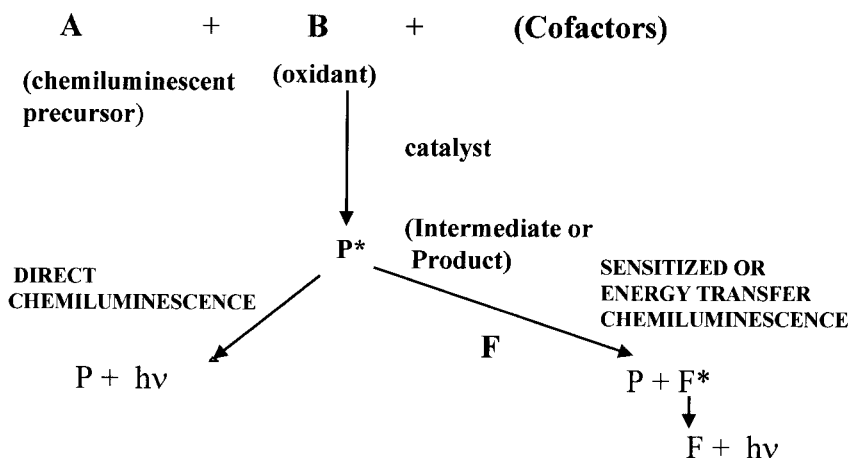 A + B + (Cofactors)
(chemiluminescent (oxidant)
precursor)
catalyst
P* (Intermediate or
Product)
DIRECT
CHEMILUMINESCENCE
SENSITIZED OR
ENERGY TRANSFER
CHEMILUMINESCENCE
F
P + hν
P + F*
F + hν